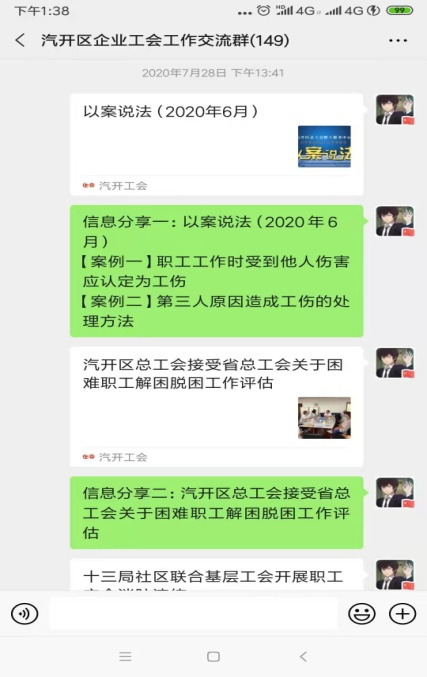 下午1:38
HD 4G 4G 99
汽开区企业工会工作交流群(149)
2020年7月28日 下午13:41
以案说法（2020年6月）
以案说法
汽开工会
信息分享一：以案说法（2020年6
月）
【案例一】职工工作时受到他人伤害
应认定为工伤
【案例二】第三人原因造成工伤的处
理方法
汽开区总工会接受省总工会关于困
难职工解困脱困工作评估
汽开工会
信息分享二：汽开区总工会接受省总
工会关于困难职工解困脱困工作评
估
十三局社区联合基层工会开展职工